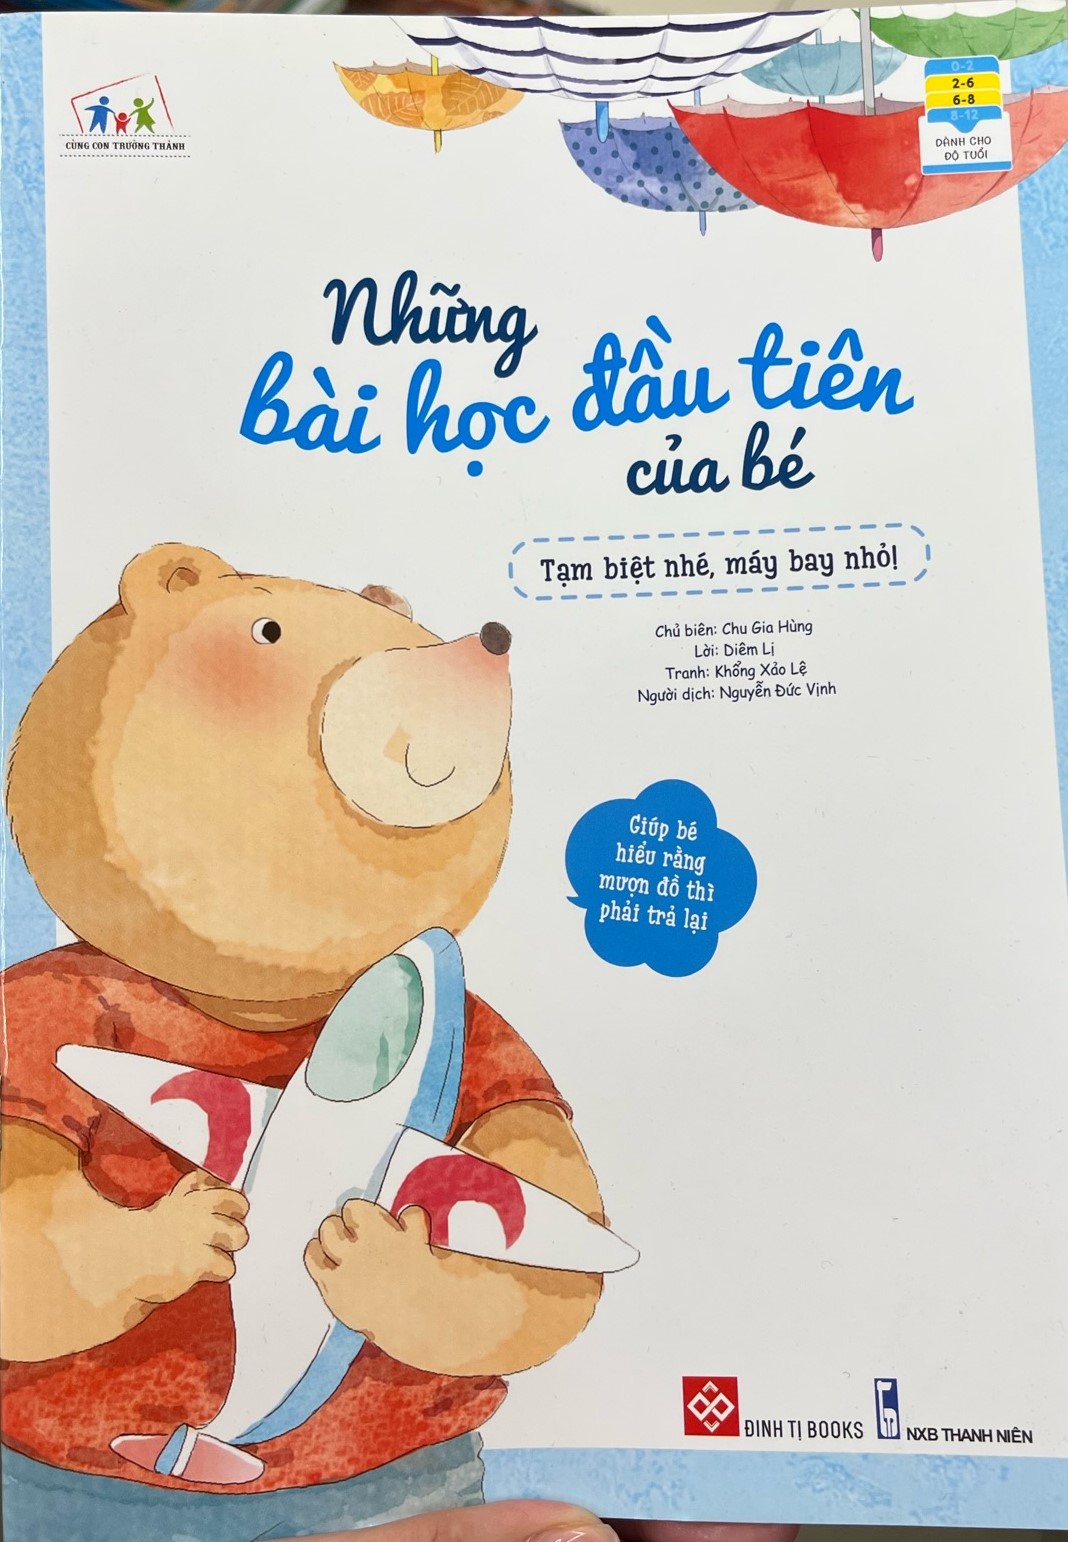 CÙNG CON TRƯỞNG THÀNH
0-2
2-6
6-8
8-12
DÀNH CHO
ĐỘ TUỔI
Những
bài học đầu tiên
của bé
Tạm biệt nhé, máy bay nhỏ!
Chủ biên: Chu Gia Hùng
Lời: Diêm Lị
Tranh: Khổng Xảo Lệ
Người dịch: Nguyễn Đức Vịnh
Giúp bé
hiểu rằng
mượn đồ thì
phải trả lại
ĐINH TỊ BOOKS
NXB THANH NIÊN